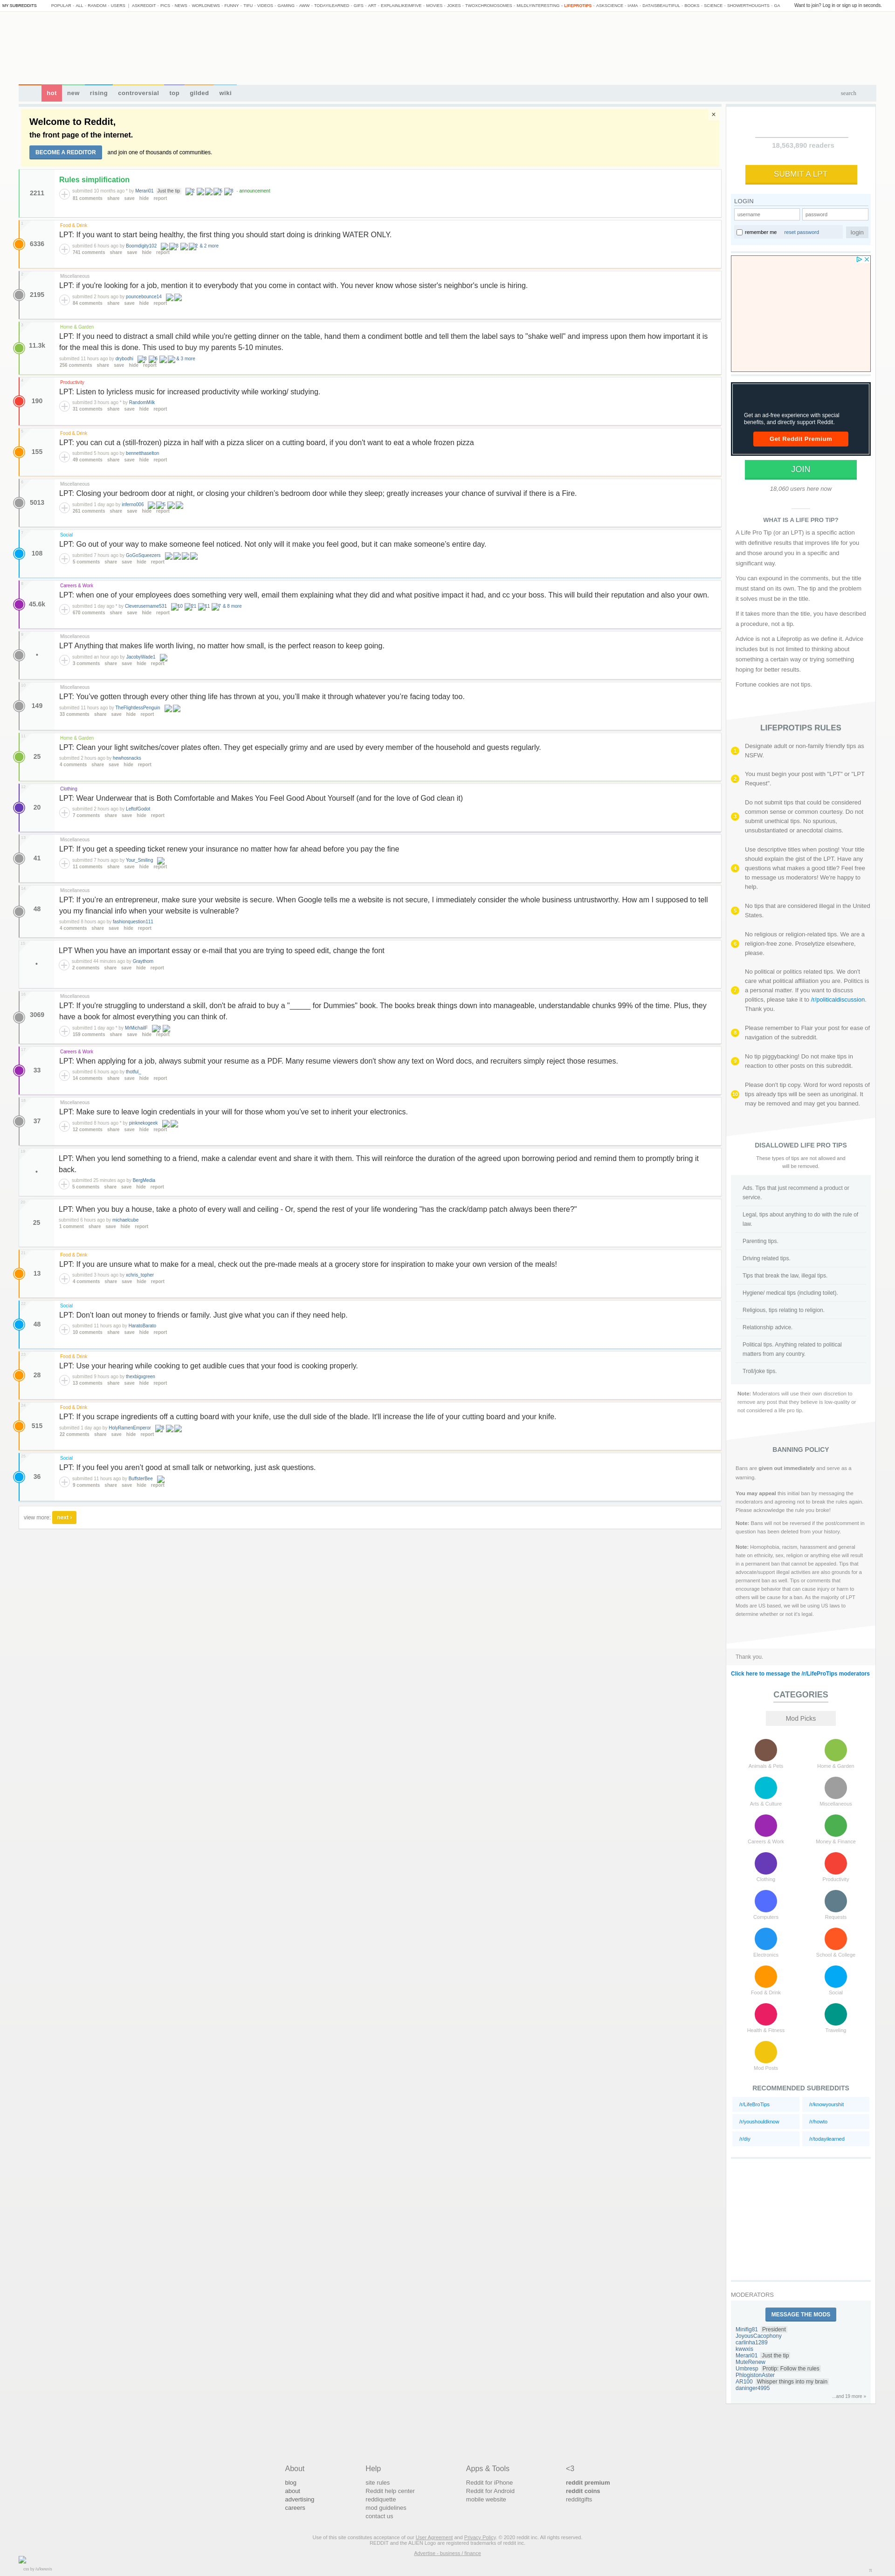 MY SUBREDDITS POPULAR - ALL - RANDOM - USERS | ASKREDDIT - PICS - NEWS - WORLDNEWS - FUNNY - TIFU - VIDEOS - GAMING - AWW - TODAYILEARNED - GIFS - ART - EXPLAINLIKEIMFIVE - MOVIES - JOKES - TWOXCHROMOSOMES - MILDLYINTERESTING - LIFEPROTIPS - ASKSCIENCE - IAMA - DATAISBEAUTIFUL - BOOKS - SCIENCE - SHOWERTHOUGHTS - GA Want to join? Log in or sign up in seconds.
hot new rising controversial top gilded wiki search
Welcome to Reddit,
the front page of the internet.
BECOME A REDDITOR and join one of thousands of communities.
2211
Rules simplification
submitted 10 months ago * by Merari01 Just the tip - announcement
81 comments share save hide report
Food & Drink
6336
LPT: If you want to start being healthy, the first thing you should start doing is drinking WATER ONLY.
submitted 6 hours ago by Boomdigity102 & 2 more
741 comments share save hide report
Miscellaneous
2195
LPT: if you're looking for a job, mention it to everybody that you come in contact with. You never know whose sister's neighbor's uncle is hiring.
submitted 2 hours ago by pouncebounce14
84 comments share save hide report
Home & Garden
11.3k
LPT: If you need to distract a small child while you're getting dinner on the table, hand them a condiment bottle and tell them the label says to "shake well" and impress upon them how important it is
for the meal this is done. This used to buy my parents 5-10 minutes.
submitted 11 hours ago by drybodfo & 3 more
256 comments share save hide report
Productivity
190
LPT: Listen to lyricless music for increased productivity while working/ studying.
submitted 3 hours ago * by RandomMilk
31 comments share save hide report
Food & Drink
155
LPT: you can cut a (still-frozen) pizza in half with a pizza slicer on a cutting board, if you don't want to eat a whole frozen pizza
submitted 5 hours ago by bennetthaselton
48 comments share save hide report
Miscellaneous
5013
LPT: Closing your bedroom door at night, or closing your children's bedroom door while they sleep; greatly increases your chance of survival if there is a Fire.
submitted 1 day ago by inferno006
261 comments share save hide report
Social
108
LPT: Go out of your way to make someone feel noticed. Not only will it make you feel good, but it can make someone's entire day.
submitted 7 hours ago by GoGoSqueezers
5 comments share save hide report
Careers & Work
45.6k
LPT: when one of your employees does something very well, email them explaining what they did and what positive impact it had, and cc your boss. This will build their reputation and also your own.
submitted 1 day ago * by Cleverusername531 & 8 more
670 comments share save hide report
Miscellaneous
•
LPT Anything that makes life worth living, no matter how small, is the perfect reason to keep going.
submitted an hour ago by JacobyWade1
3 comments share save hide report
Miscellaneous
149
LPT: You've gotten through every other thing life has thrown at you, you'll make it through whatever you're facing today too.
submitted 11 hours ago by TheFlightlessPenguin
33 comments share save hide report
Home & Garden
25
LPT: Clean your light switches/cover plates often. They get especially grimy and are used by every member of the household and guests regularly.
submitted 2 hours ago by hewhosnacks
4 comments share save hide report
Clothing
20
LPT: Wear Underwear that is Both Comfortable and Makes You Feel Good About Yourself (and for the love of God clean it)
submitted 2 hours ago by LeftofGodot
7 comments share save hide report
Miscellaneous
41
LPT: If you get a speeding ticket renew your insurance no matter how far ahead before you pay the fine
submitted 7 hours ago by Your_Smiling
11 comments share save hide report
Miscellaneous
48
LPT: If you're an entrepreneur, make sure your website is secure. When Google tells me a website is not secure, I immediately consider the whole business untrustworthy. How am I supposed to tell
you my financial info when your website is vulnerable?
submitted 8 hours ago by fashionquestion111
4 comments share save hide report
•
LPT When you have an important essay or e-mail that you are trying to speed edit, change the font
submitted 44 minutes ago by Graythorn
2 comments share save hide report
Miscellaneous
3069
LPT: If you're struggling to understand a skill, don't be afraid to buy a "_____ for Dummies" book. The books break things down into manageable, understandable chunks 99% of the time. Plus, they
have a book for almost everything you can think of.
submitted 1 day ago * by MrMichaifF
108 comments share save hide report
Careers & Work
33
LPT: When applying for a job, always submit your resume as a PDF. Many resume viewers don't show any text on Word docs, and recruiters simply reject those resumes.
submitted 5 hours ago by thstfui_
14 comments share save hide report
Miscellaneous
37
LPT: Make sure to leave login credentials in your will for those whom you've set to inherit your electronics.
submitted 8 hours ago * by pinknekogeek
12 comments share save hide report
•
LPT: When you lend something to a friend, make a calendar event and share it with them. This will reinforce the duration of the agreed upon borrowing period and remind them to promptly bring it
back.
submitted 25 minutes ago by BergMedia
5 comments share save hide report
25
LPT: When you buy a house, take a photo of every wall and ceiling - Or, spend the rest of your life wondering "has the crack/damp patch always been there?"
submitted 6 hours ago by michaelcube
1 comment share save hide report
Food & Drink
13
LPT: If you are unsure what to make for a meal, check out the pre-made meals at a grocery store for inspiration to make your own version of the meals!
submitted 3 hours ago by xchris_topher
4 comments share save hide report
Social
48
LPT: Don't loan out money to friends or family. Just give what you can if they need help.
submitted 11 hours ago by HaratoBarato
10 comments share save hide report
Food & Drink
28
LPT: Use your hearing while cooking to get audible cues that your food is cooking properly.
submitted 9 hours ago by thexbigxgreen
13 comments share save hide report
Food & Drink
515
LPT: If you scrape ingredients off a cutting board with your knife, use the dull side of the blade. It'll increase the life of your cutting board and your knife.
submitted 1 day ago by HolyRamenEmperor
22 comments share save hide report
Social
36
LPT: If you feel you aren't good at small talk or networking, just ask questions.
submitted 11 hours ago by BuffsterBee
9 comments share save hide report
view more: next ›
18,563,890 readers
SUBMIT A LPT
LOGIN
username password
remember me reset password login
Get an ad-free experience with special
benefits, and directly support Reddit.
Get Reddit Premium
JOIN
18,060 users here now
WHAT IS A LIFE PRO TIP?
A Life Pro Tip (or an LPT) is a specific action
with definitive results that improves life for you
and those around you in a specific and
significant way.
You can expound in the comments, but the title
must stand on its own. The tip and the problem
it solves must be in the title.
If it takes more than the title, you have described
a procedure, not a tip.
Advice is not a Lifeprotip as we define it. Advice
includes but is not limited to thinking about
something a certain way or trying something
hoping for better results.
Fortune cookies are not tips.
LIFEPROTIPS RULES
1 Designate adult or non-family friendly tips as
NSFW.
2 You must begin your post with "LPT" or "LPT
Request".
3 Do not submit tips that could be considered
common sense or common courtesy. Do not
submit unethical tips. No spurious,
unsubstantiated or anecdotal claims.
4 Use descriptive titles when posting! Your title
should explain the gist of the LPT. Have any
questions what makes a good title? Feel free
to message us moderators! We're happy to
help.
5 No tips that are considered illegal in the United
States.
6 No religious or religion-related tips. We are a
religion-free zone. Proselytize elsewhere,
please.
7 No political or politics related tips. We don't
care what political affiliation you are. Politics is
a personal matter. If you want to discuss
politics, please take it to /r/politicaldiscussion.
Thank you.
8 Please remember to Flair your post for ease of
navigation of the subreddit.
9 No tip piggybacking! Do not make tips in
reaction to other posts on this subreddit.
10 Please don't tip copy. Word for word reposts of
tips already tips will be seen as unoriginal. It
may be removed and may get you banned.
DISALLOWED LIFE PRO TIPS
These types of tips are not allowed and
will be removed.
Ads. Tips that just recommend a product or
service.
Legal, tips about anything to do with the rule of
law.
Parenting tips.
Driving related tips.
Tips that break the law, illegal tips.
Hygiene/ medical tips (including toilet).
Religious, tips relating to religion.
Relationship advice.
Political tips. Anything related to political
matters from any country.
Troll/joke tips.
Note: Moderators will use their own discretion to
remove any post that they believe is low-quality or
not considered a life pro tip.
BANNING POLICY
Bans are given out immediately and serve as a
warning.
You may appeal this initial ban by messaging the
moderators and agreeing not to break the rules again.
Please acknowledge the rule you broke!
Note: Bans will not be reversed if the post/comment in
question has been deleted from your history.
Note: Homophobia, racism, harassment and general
hate on ethnicity, sex, religion or anything else will result
in a permanent ban that cannot be appealed. Tips that
advocate/support illegal activities are also grounds for a
permanent ban as well. Tips or comments that
encourage behavior that can cause injury or harm to
others will be cause for a ban. As the majority of LPT
Mods are US based, we will be using US laws to
determine whether or not it's legal.
Thank you.
Click here to message the /r/LifeProTips moderators
CATEGORIES
Mod Picks
Animals & Pets Home & Garden
Arts & Culture Miscellaneous
Careers & Work Money & Finance
Clothing Productivity
Computers Requests
Electronics School & College
Food & Drink Social
Health & Fitness Traveling
Mod Posts
RECOMMENDED SUBREDDITS
/r/LifeBroTips /r/knowyourshit
/r/youshouldknow /r/howto
/r/diy /r/todayilearned
MODERATORS
MESSAGE THE MODS
Minifig81 President
JoyousCacophony
carlinha1289
kwwxis
Merari01 Just the tip
MuteRenew
Umbresp Protip: Follow the rules
PhlogistonAster
AR100 Whisper things into my brain
daninger4995
...and 19 more »
About Help Apps & Tools <3
blog site rules Reddit for iPhone reddit premium
about Reddit help center Reddit for Android reddit coins
advertising reddiquette mobile website redditgifts
careers mod guidelines
contact us
Use of this site constitutes acceptance of our User Agreement and Privacy Policy. © 2020 reddit inc. All rights reserved.
REDDIT and the ALIEN Logo are registered trademarks of reddit inc.
Advertise - business / finance
π